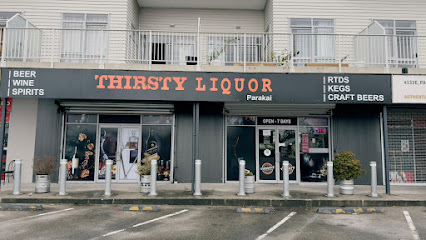 BEER
WINE
SPIRITS
THIRSTY LIQUOR
Parakai
RTDS
KEGS
CRAFT BEERS
OPEN - 7 DAYS